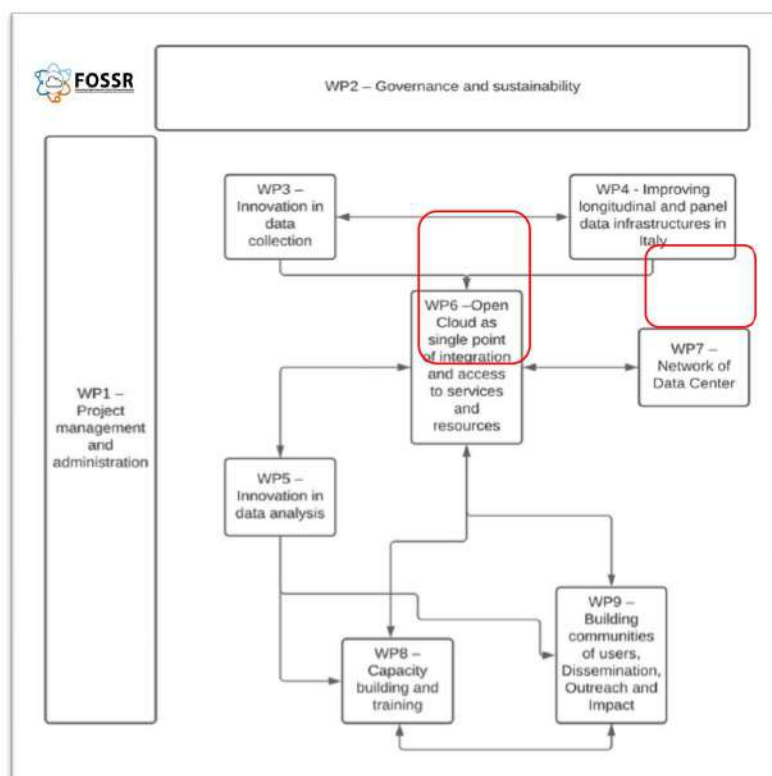 FOSSR
WP2 – Governance and sustainability
WP3 –
Innovation in
data
collection
WP4 - Improving
longitudinal and panel
data infrastructures in
Italy
WP6 –Open
Cloud as
single point
of integration
and access
to services
and
resources
WP7 –
Network of
Data Center
WP1 –
Project
management
and
administration
WP5 –
Innovation in
data analysis
WP8 –
Capacity
building and
training
WP9 –
Building
communities
of users,
Dissemination,
Outreach and
Impact